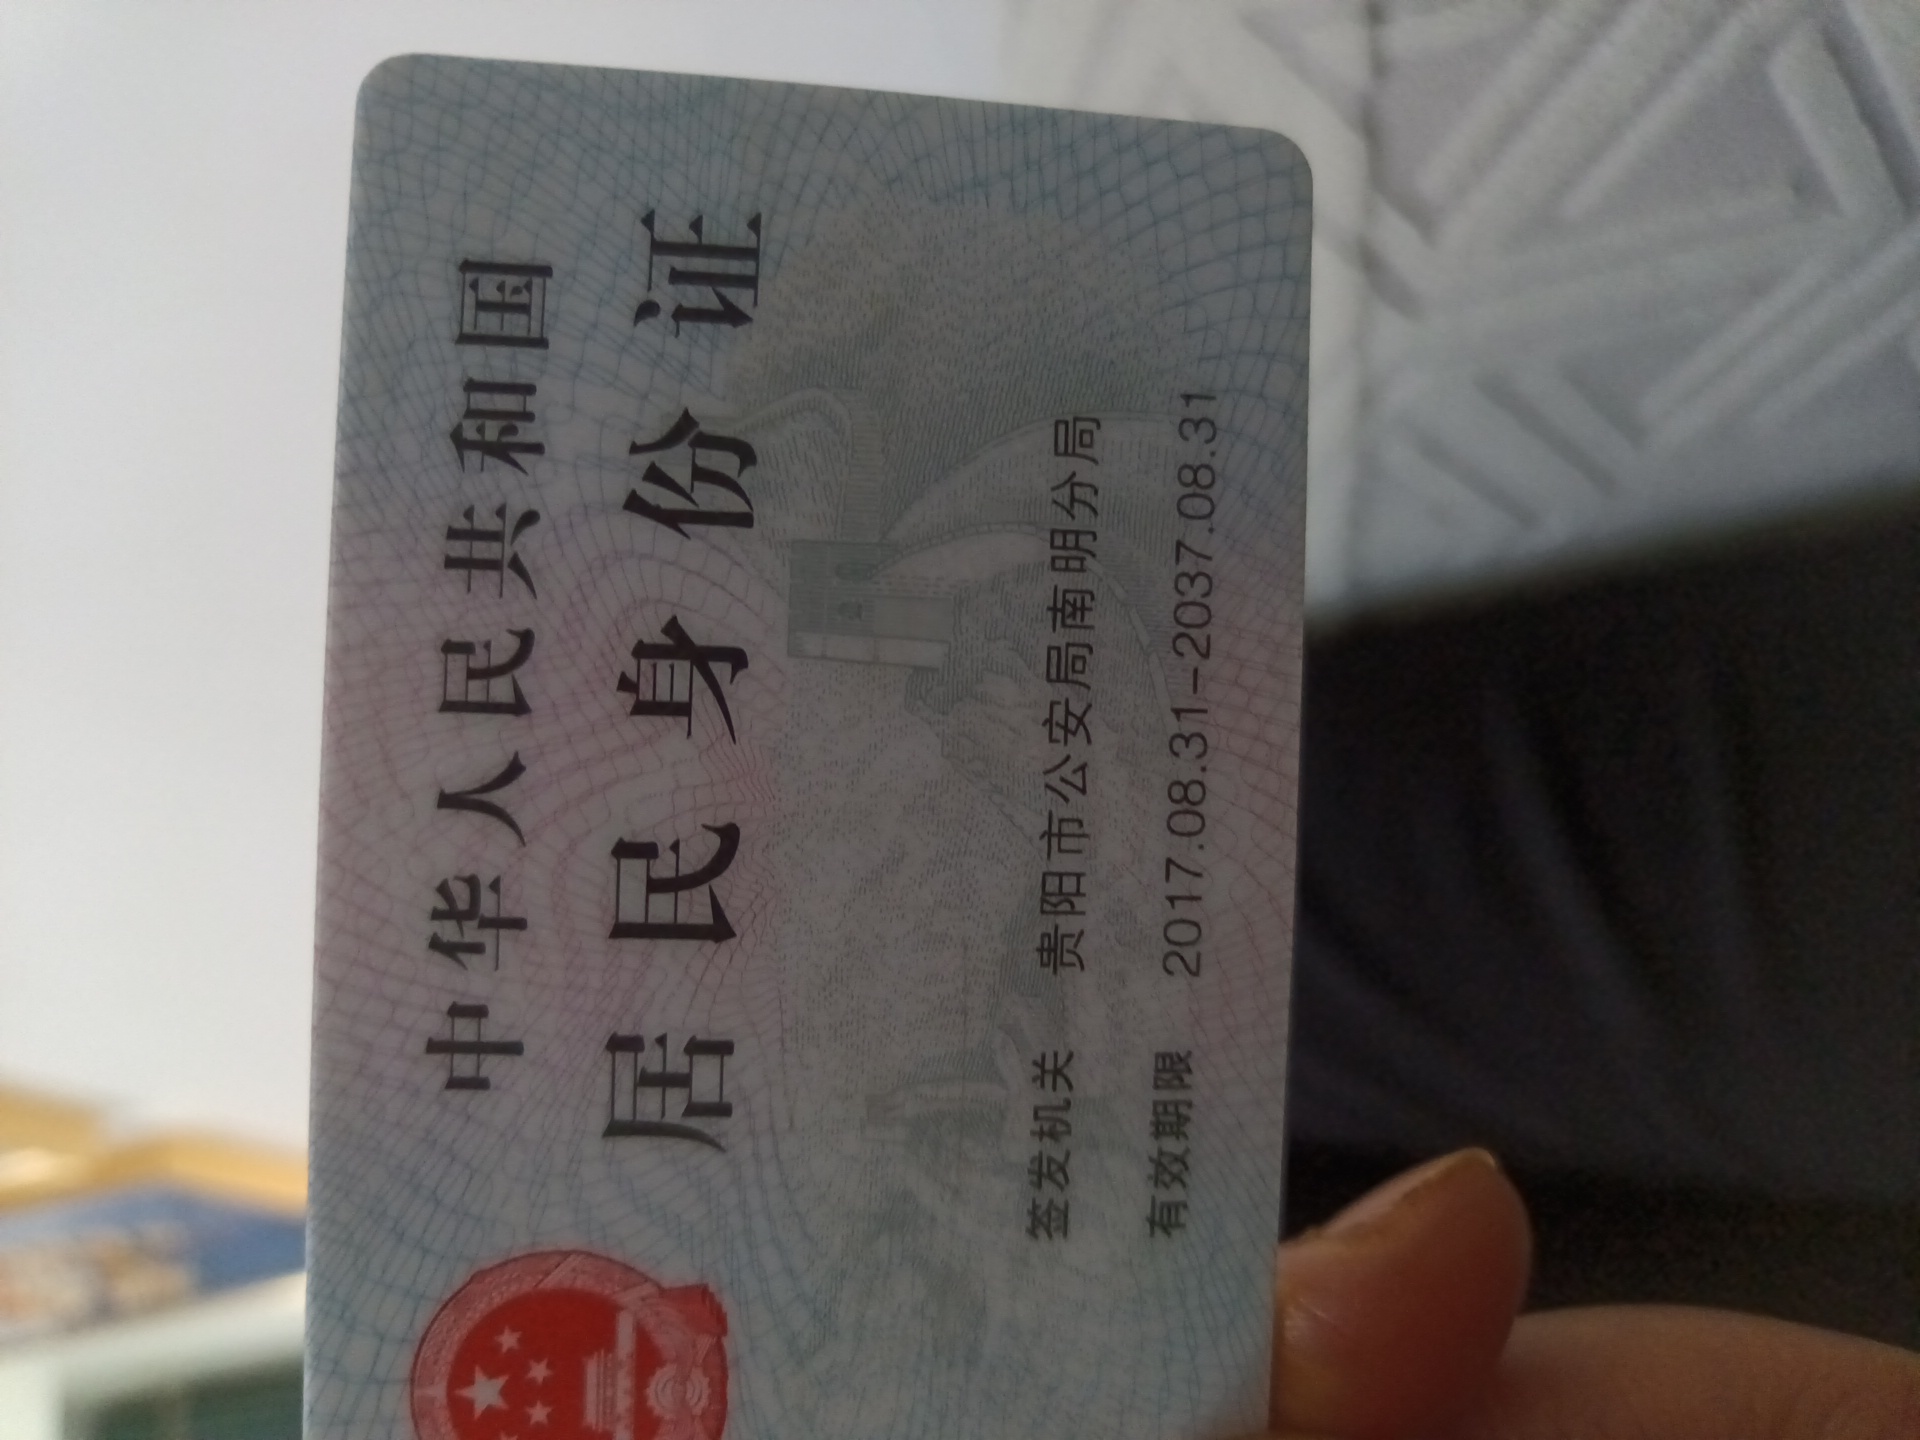 中华人民共和国
居民身份证
签发机关 贵阳市公安局南明分局
有效期限 2017.08.31-2037.08.31